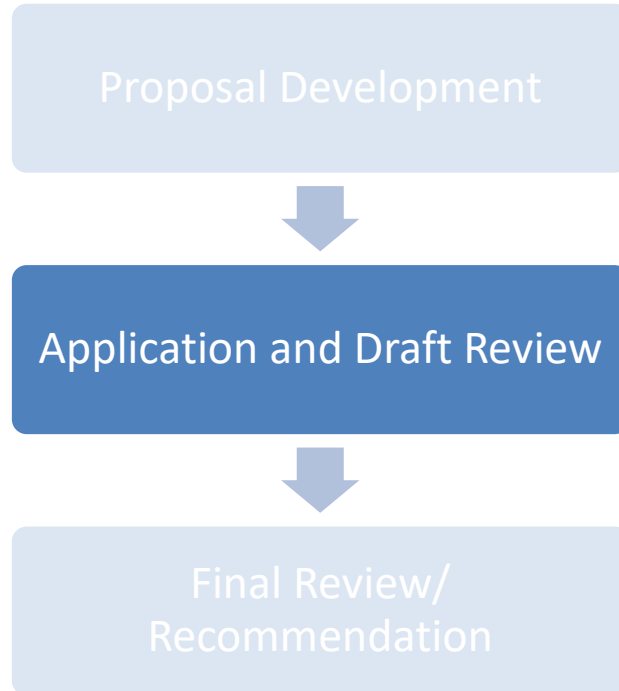 Proposal Development
Application and Draft Review
Final Review/
Recommendation